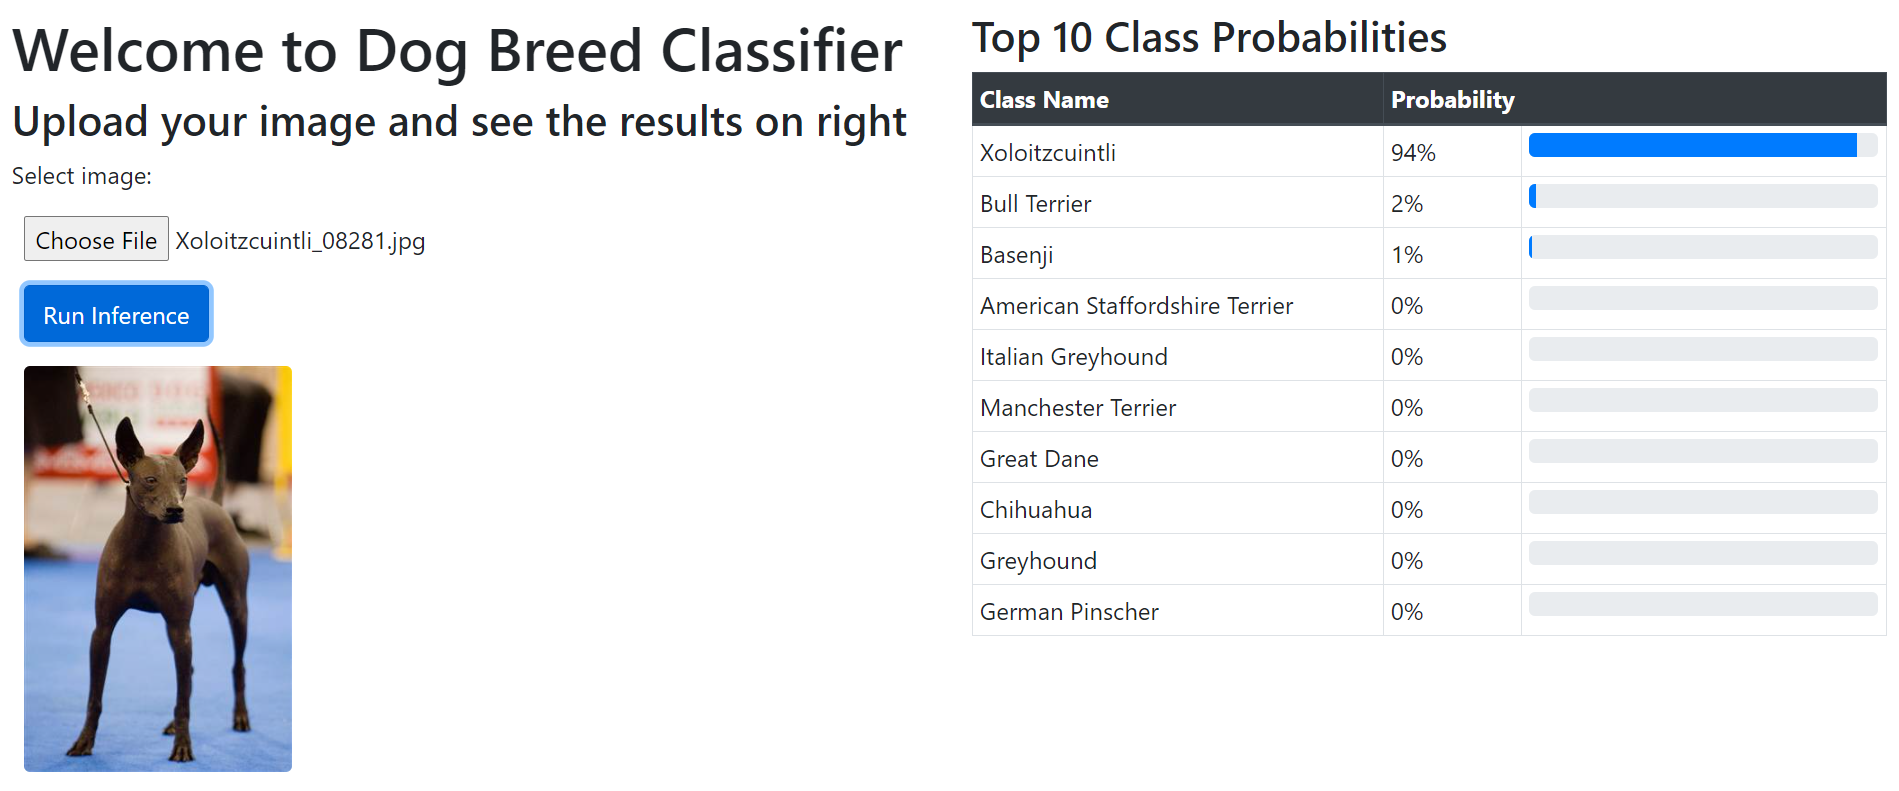 Welcome to Dog Breed Classifier
Upload your image and see the results on right
Select image:
Choose File Xoloitzcuintli_08281.jpg
Run Inference
Top 10 Class Probabilities
Class Name Probability
Xoloitzcuintli 94%
Bull Terrier 2%
Basenji 1%
American Staffordshire Terrier 0%
Italian Greyhound 0%
Manchester Terrier 0%
Great Dane 0%
Chihuahua 0%
Greyhound 0%
German Pinscher 0%